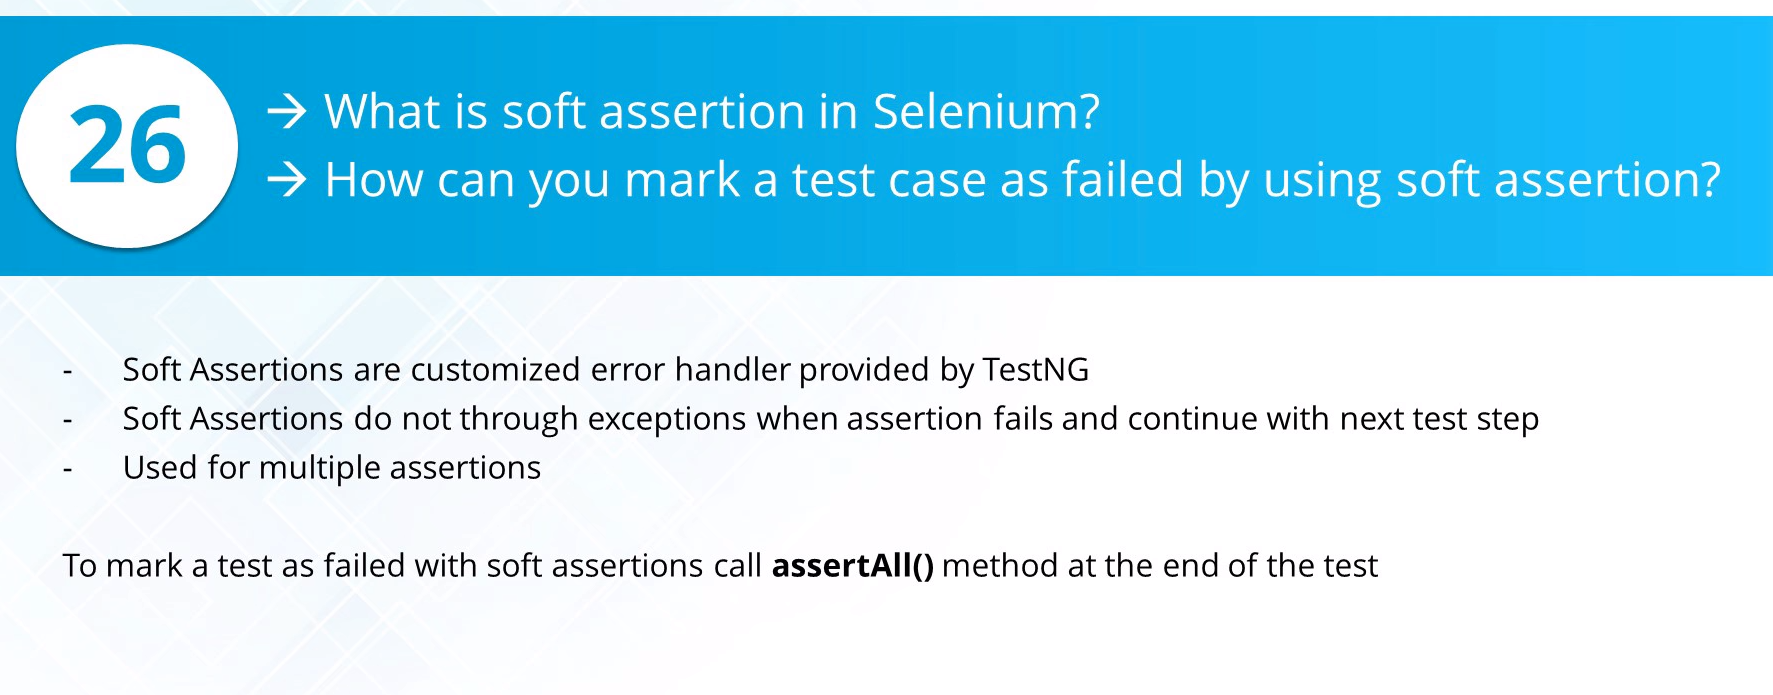 26
→ What is soft assertion in Selenium?
→ How can you mark a test case as failed by using soft assertion?
- Soft Assertions are customized error handler provided by TestNG
- Soft Assertions do not through exceptions when assertion fails and continue with next test step
- Used for multiple assertions
To mark a test as failed with soft assertions call assertAll() method at the end of the test